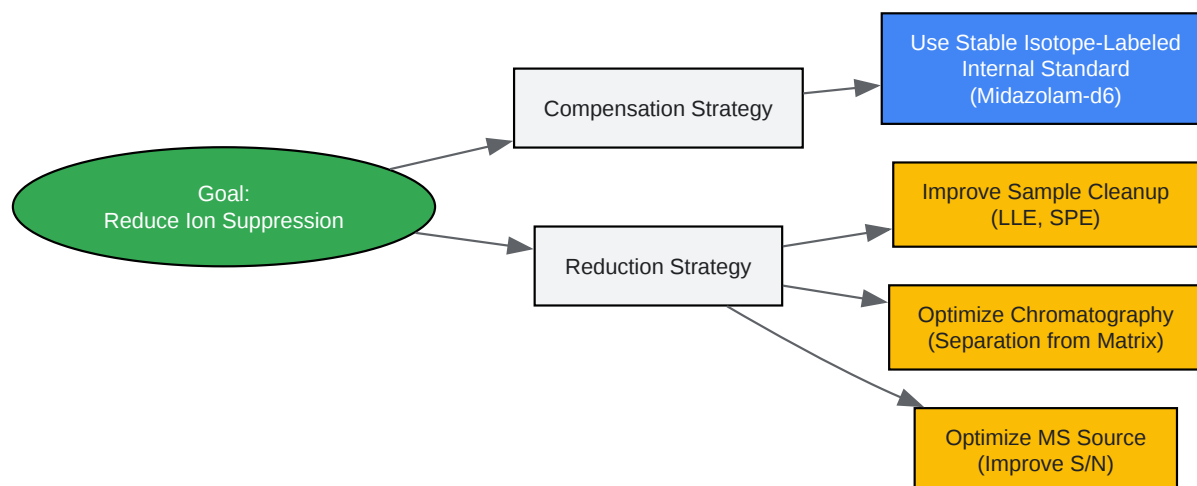 Goal:
Reduce Ion Suppression
Compensation Strategy
Use Stable Isotope-Labeled
Internal Standard
(Midazolam-d6)
Reduction Strategy
Improve Sample Cleanup
(LLE, SPE)
Optimize Chromatography
(Separation from Matrix)
Optimize MS Source
(Improve S/N)